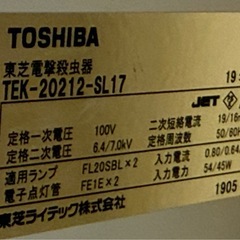 TOSHIBA
東芝電撃殺虫器
TEK-20212-SL17
19
JET
定格一次電圧 100V 二次短絡電流 19/16m
定格二次電圧 6.4/7.0kV 定格周波数 50/60
適用ランプ FL20SBL×2 入力電流 0.80/0.64
電子点灯管 FE1E×2 入力電力 54/45W
東芝ライテック株式会社 1905